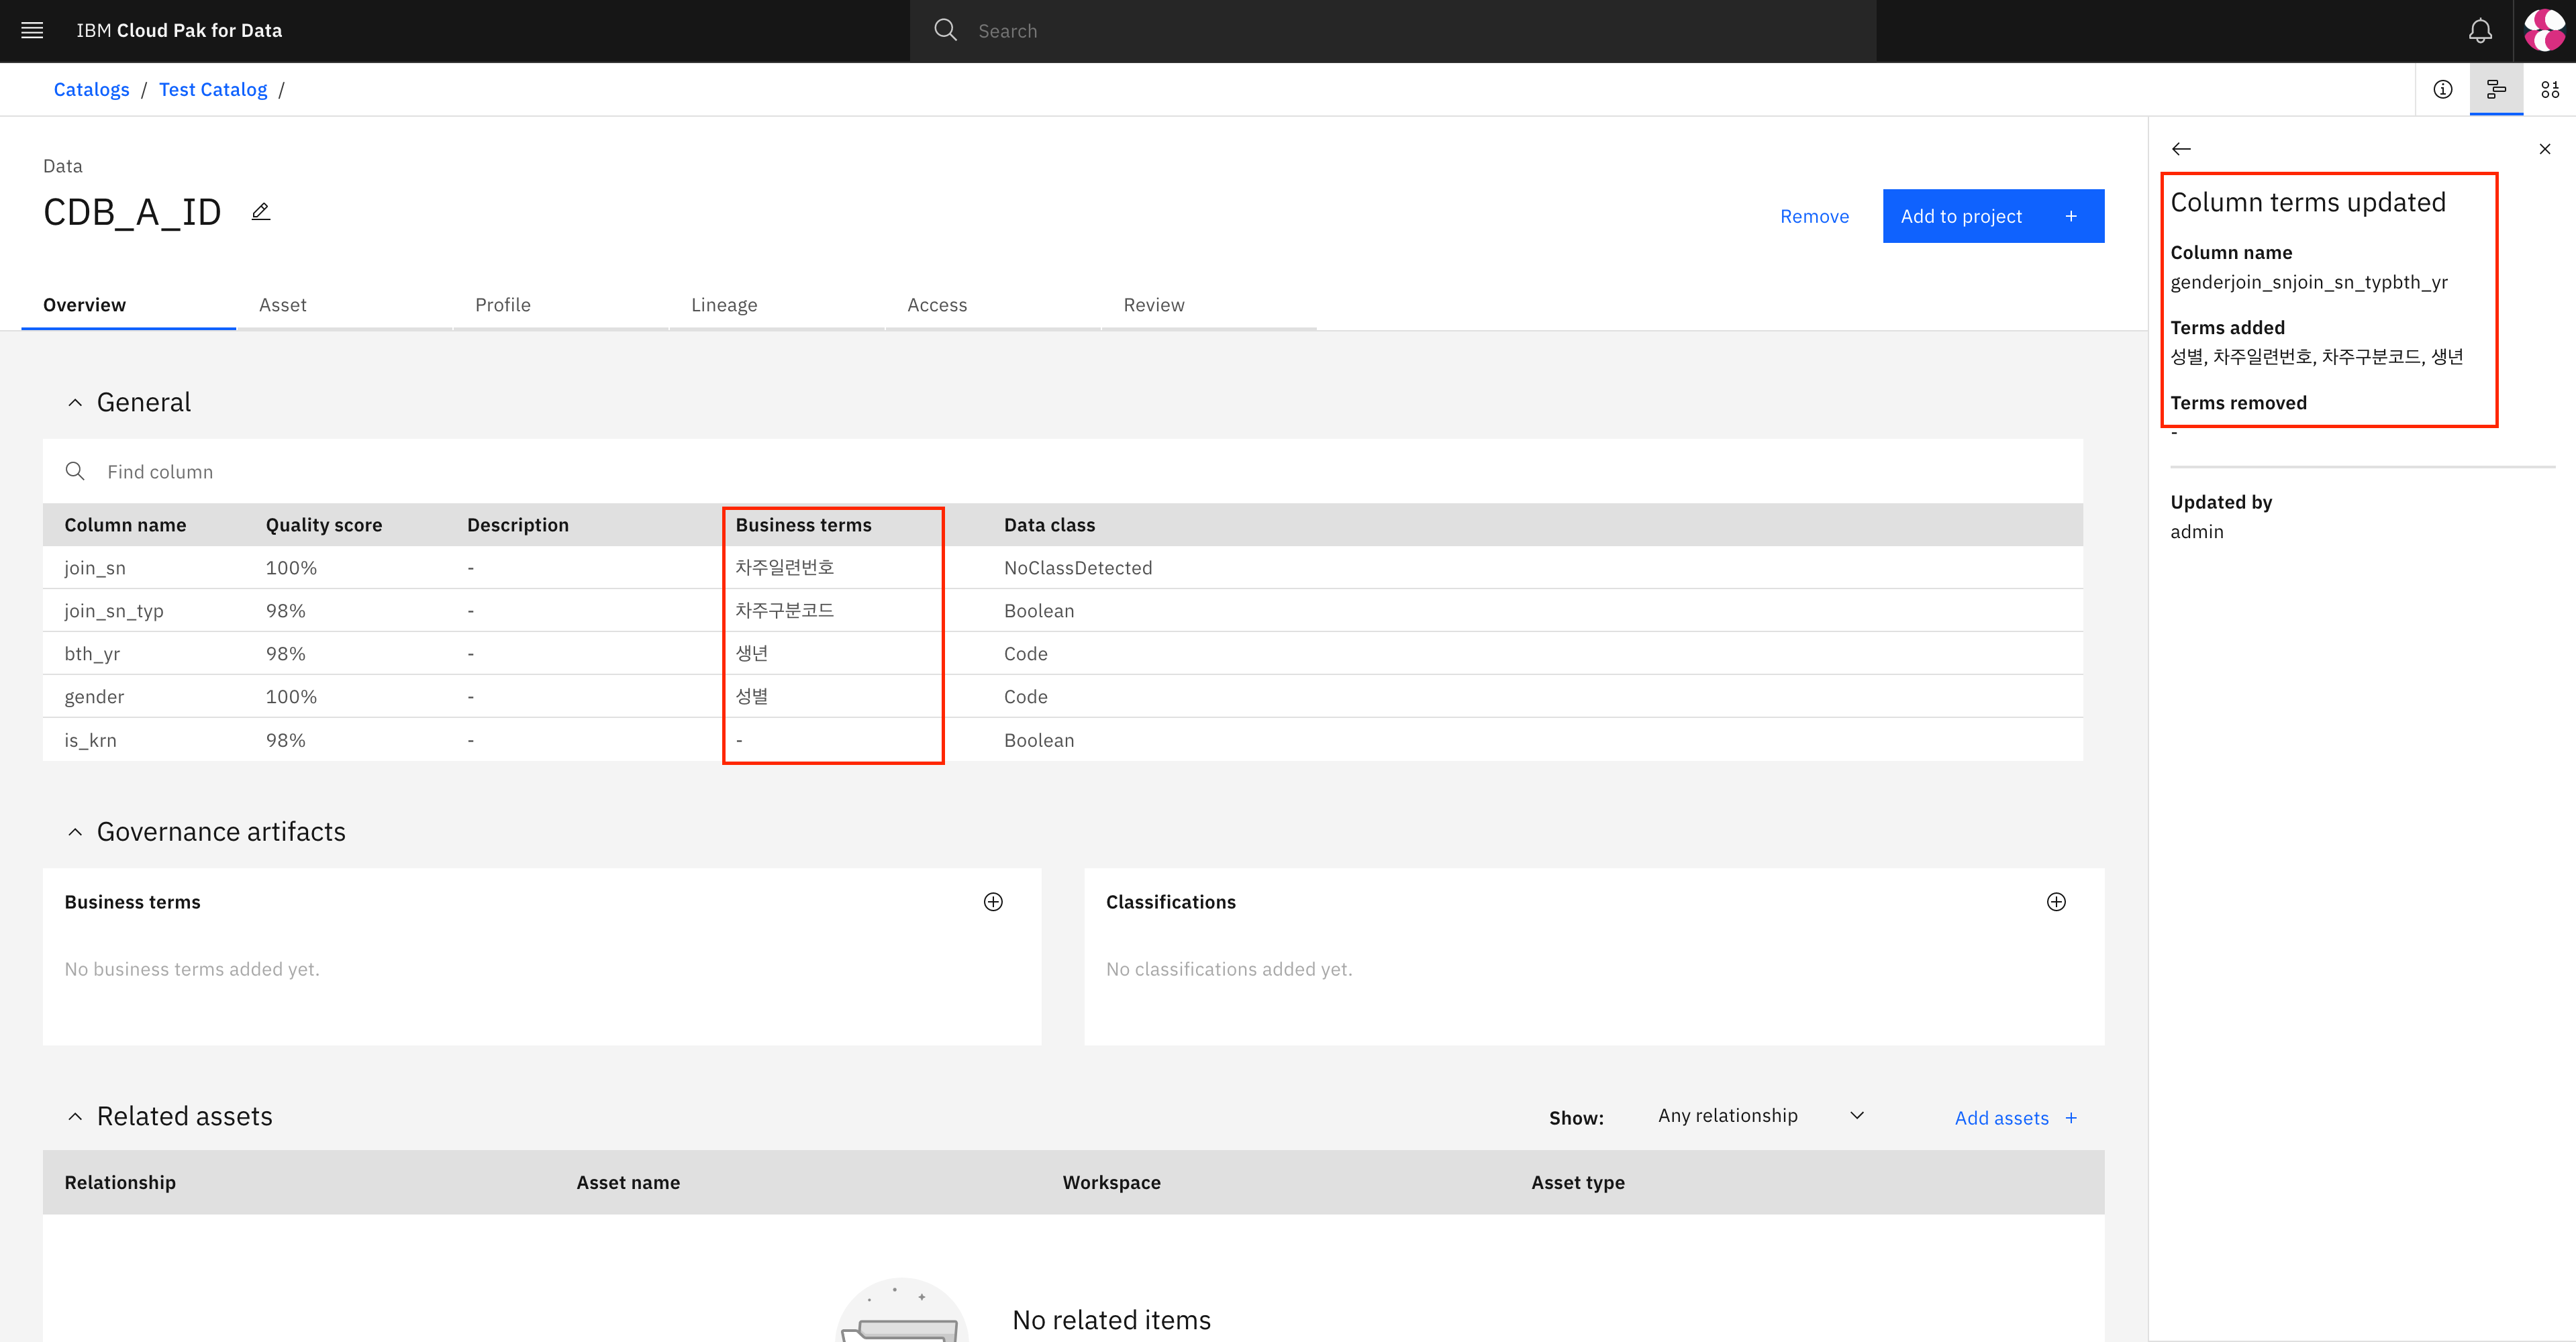 IBM Cloud Pak for Data
Search
Catalogs / Test Catalog /
Data
CDB_A_ID
Remove
Add to project +
Overview Asset Profile Lineage Access Review
General
Find column
Column name Quality score Description Business terms Data class
join_sn 100% - 차주일련번호 NoClassDetected
join_sn_typ 98% - 차주구분코드 Boolean
bth_yr 98% - 생년 Code
gender 100% - 성별 Code
is_krn 98% - - Boolean
Governance artifacts
Business terms
No business terms added yet.
Classifications
No classifications added yet.
Related assets
Show: Any relationship
Add assets +
Relationship Asset name Workspace Asset type
No related items
Column terms updated
Column name
genderjoin_snjoin_sn_typbth_yr
Terms added
성별, 차주일련번호, 차주구분코드, 생년
Terms removed
-
Updated by
admin